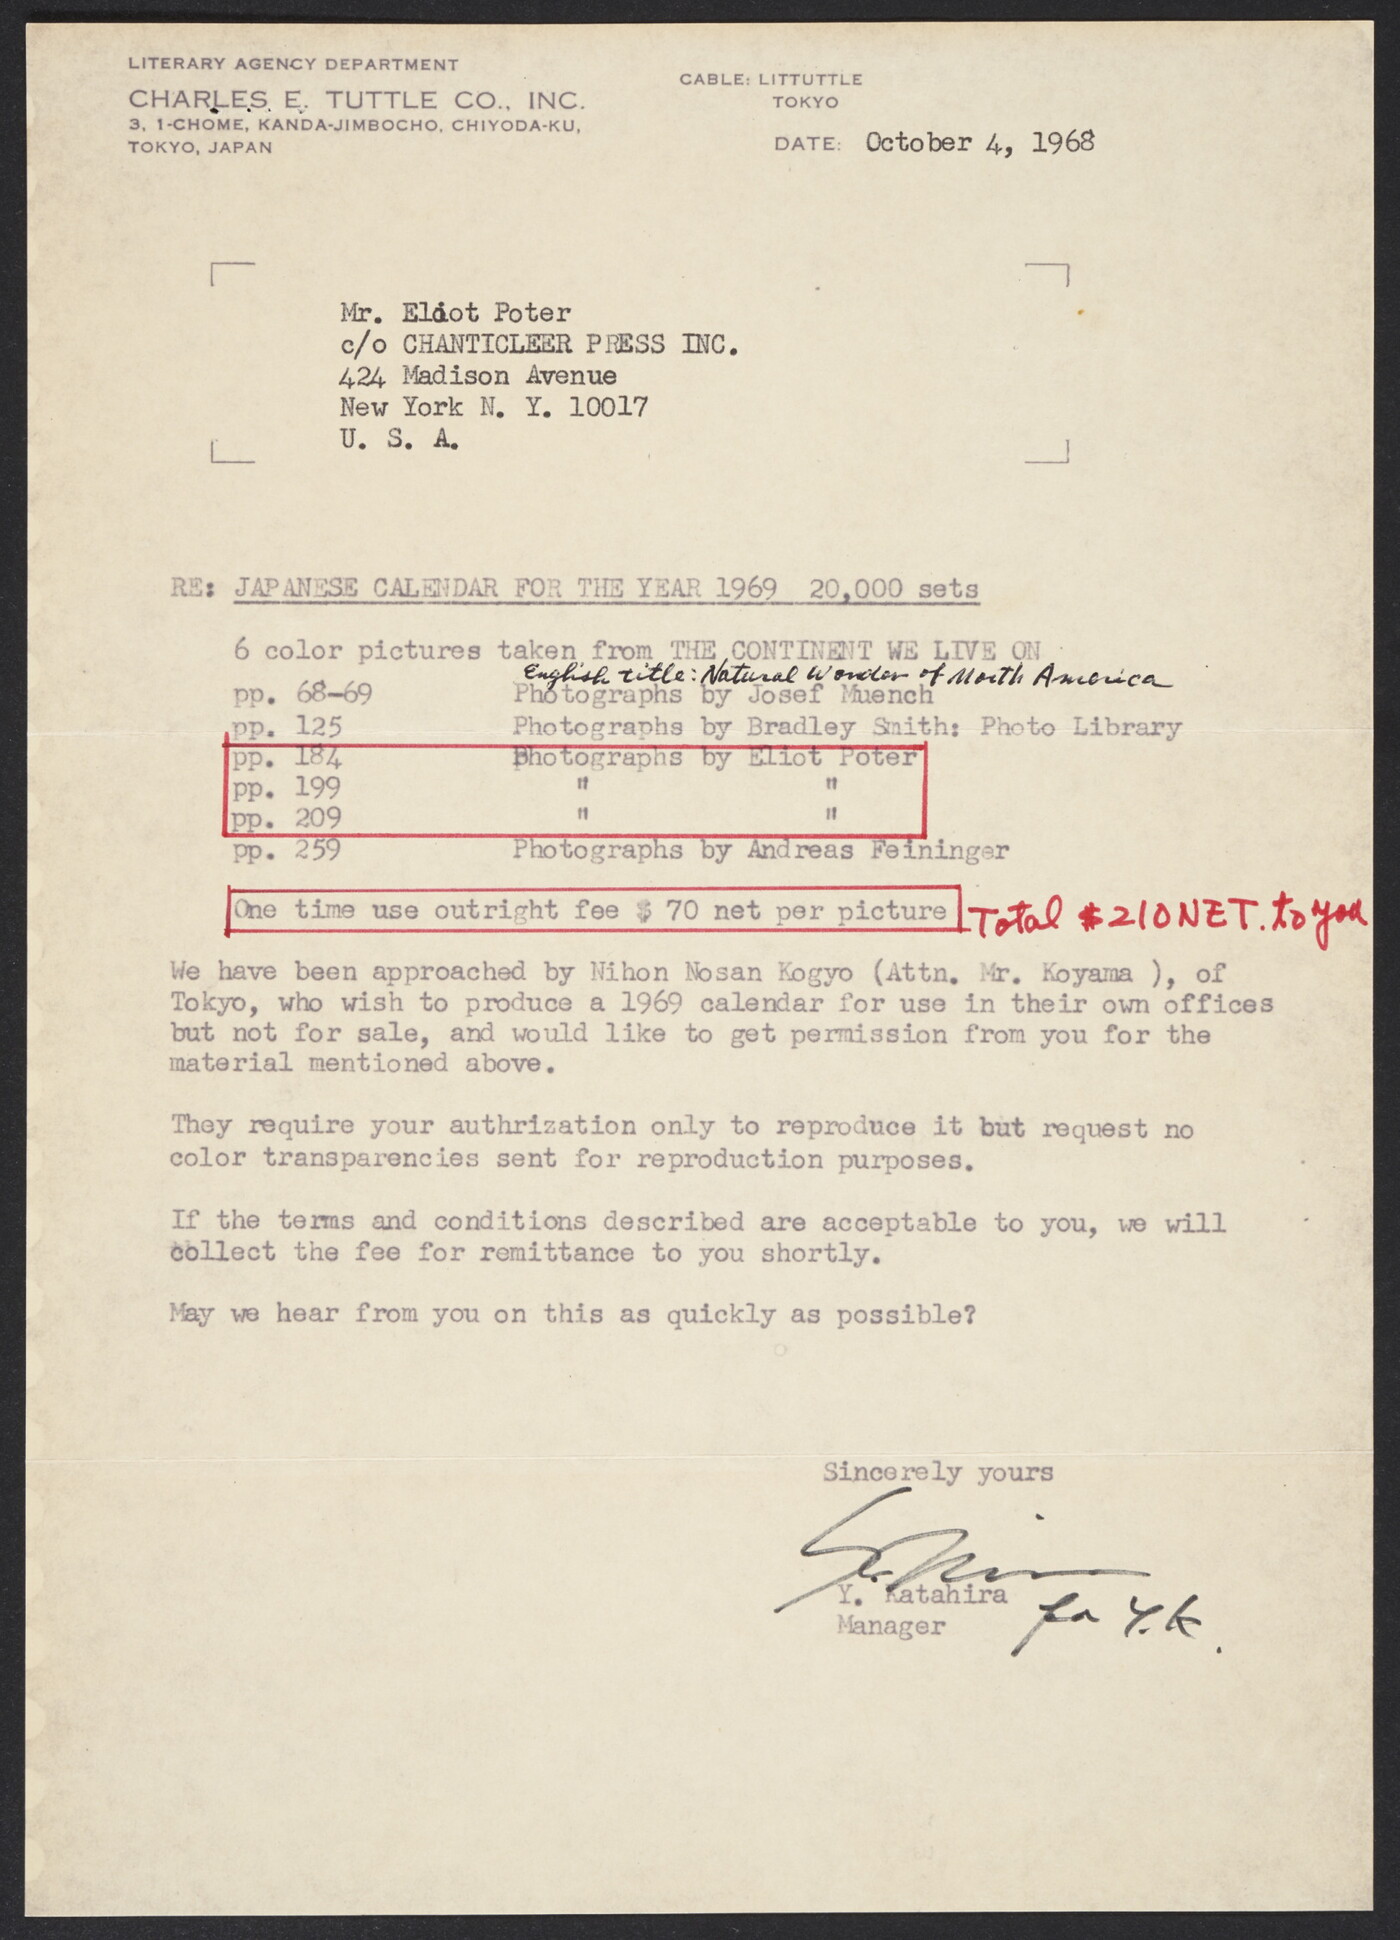 LITERARY AGENCY DEPARTMENT
CHARLES E. TUTTLE CO., INC.
3, 1-CHOME, KANDA-JIMBOCHO, CHIYODA-KU,
TOKYO, JAPAN
CABLE: LITTUTTLE
TOKYO
DATE: October 4, 1968
Mr. Eliot Poter
c/o CHANTICLEER PRESS INC.
424 Madison Avenue
New York N. Y. 10017
U. S. A.
RE: JAPANESE CALENDAR FOR THE YEAR 1969 20,000 sets
6 color pictures taken from THE CONTINENT WE LIVE ON
English title: Natural Wonder of North America
pp. 68-69 Photographs by Josef Muench
pp. 125 Photographs by Bradley Smith: Photo Library
pp. 184 Photographs by Eliot Poter
pp. 199 " "
pp. 209 " "
pp. 259 Photographs by Andreas Feininger
One time use outright fee $ 70 net per picture Total $210 NET. to you
We have been approached by Nihon Nosan Kogyo (Attn. Mr. Koyama ), of
Tokyo, who wish to produce a 1969 calendar for use in their own offices
but not for sale, and would like to get permission from you for the
material mentioned above.
They require your authrization only to reproduce it but request no
color transparencies sent for reproduction purposes.
If the terms and conditions described are acceptable to you, we will
collect the fee for remittance to you shortly.
May we hear from you on this as quickly as possible?
Sincerely yours
Y. Katahira
Manager
for Y.K.